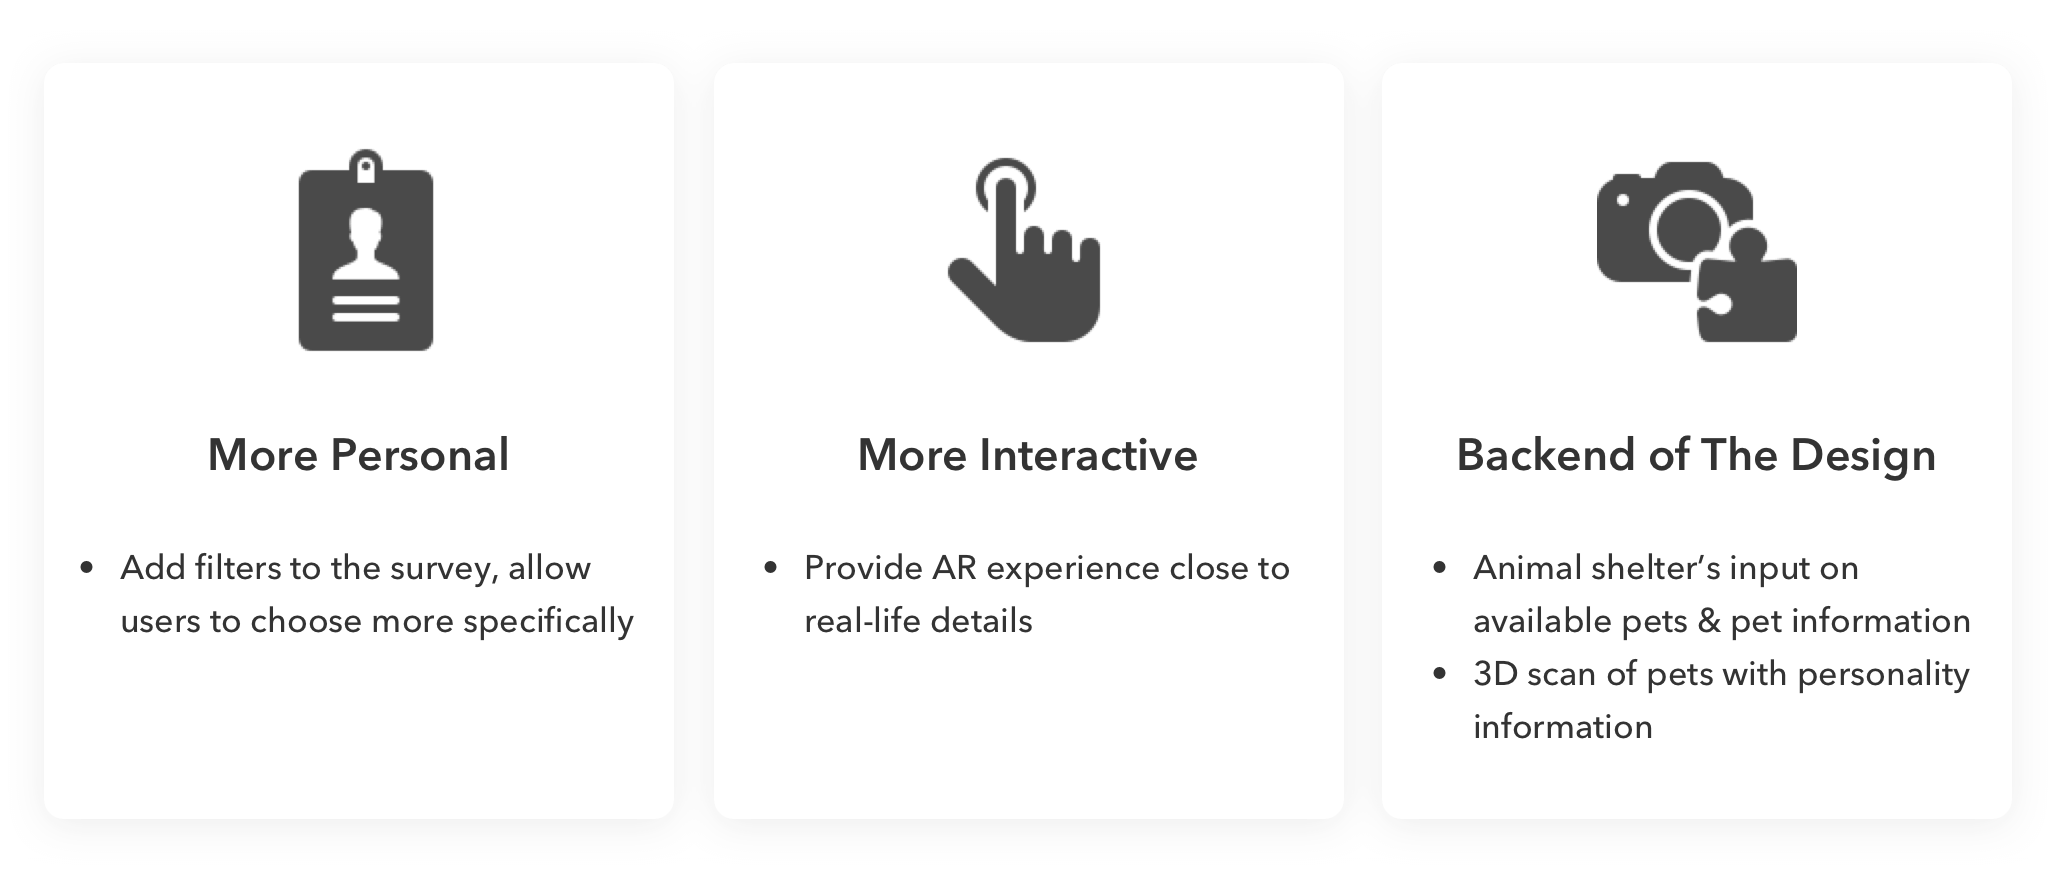 More Personal
• Add filters to the survey, allow
users to choose more specifically
More Interactive
• Provide AR experience close to
real-life details
Backend of The Design
• Animal shelter’s input on
available pets & pet information
• 3D scan of pets with personality
information